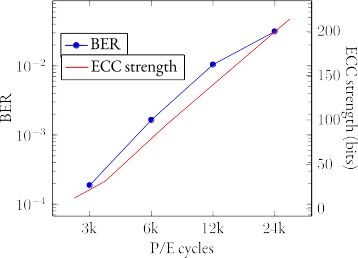 BER
ECC strength
10⁻²
10⁻³
10⁻⁴
200
150
100
50
0
3k
6k
12k
24k
P/E cycles
BER
ECC strength (bits)